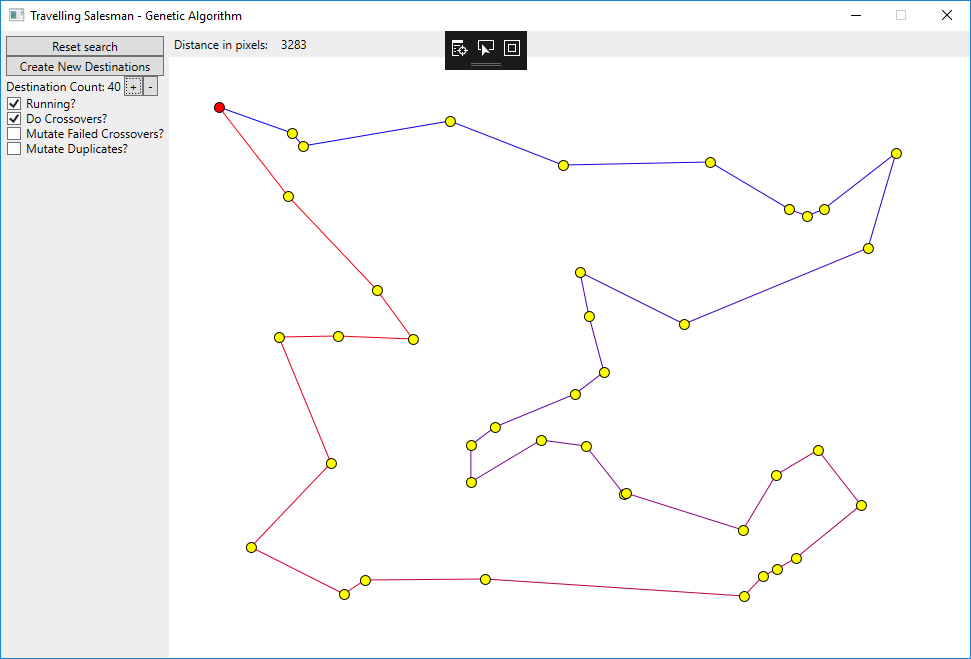 Travelling Salesman - Genetic Algorithm
Reset search
Distance in pixels: 3283
Create New Destinations
Destination Count: 40 + -
Running?
Do Crossovers?
Mutate Failed Crossovers?
Mutate Duplicates?